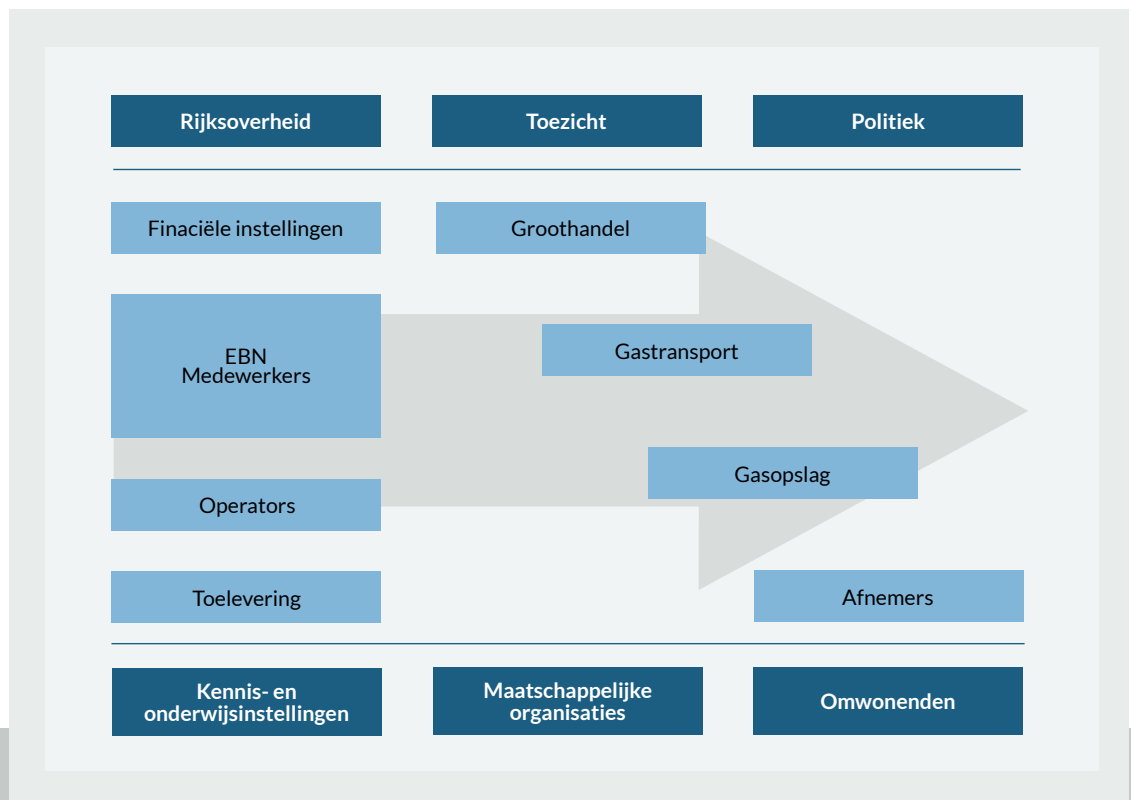 Rijksoverheid
Toezicht
Politiek
Finaciële instellingen
Groothandel
EBN
Medewerkers
Gastransport
Gasopslag
Operators
Toelevering
Afnemers
Kennis- en
onderwijsinstellingen
Maatschappelijke
organisaties
Omwonenden